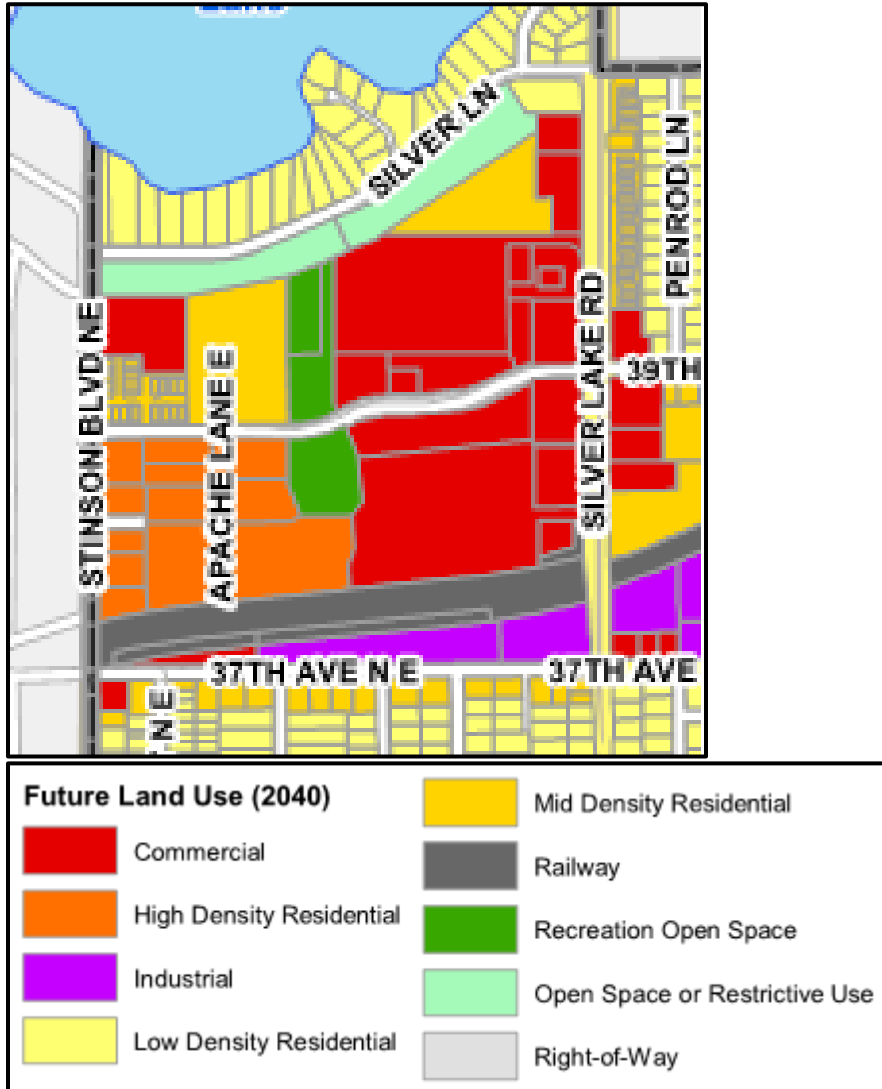 SILVER LN
PENROD LN
STINSON BLVD NE
APACHE LANE E
SILVER LAKE RD
39TH
37TH AVE N E
37TH AVE
N E
Future Land Use (2040)
Commercial
High Density Residential
Industrial
Low Density Residential
Mid Density Residential
Railway
Recreation Open Space
Open Space or Restrictive Use
Right-of-Way